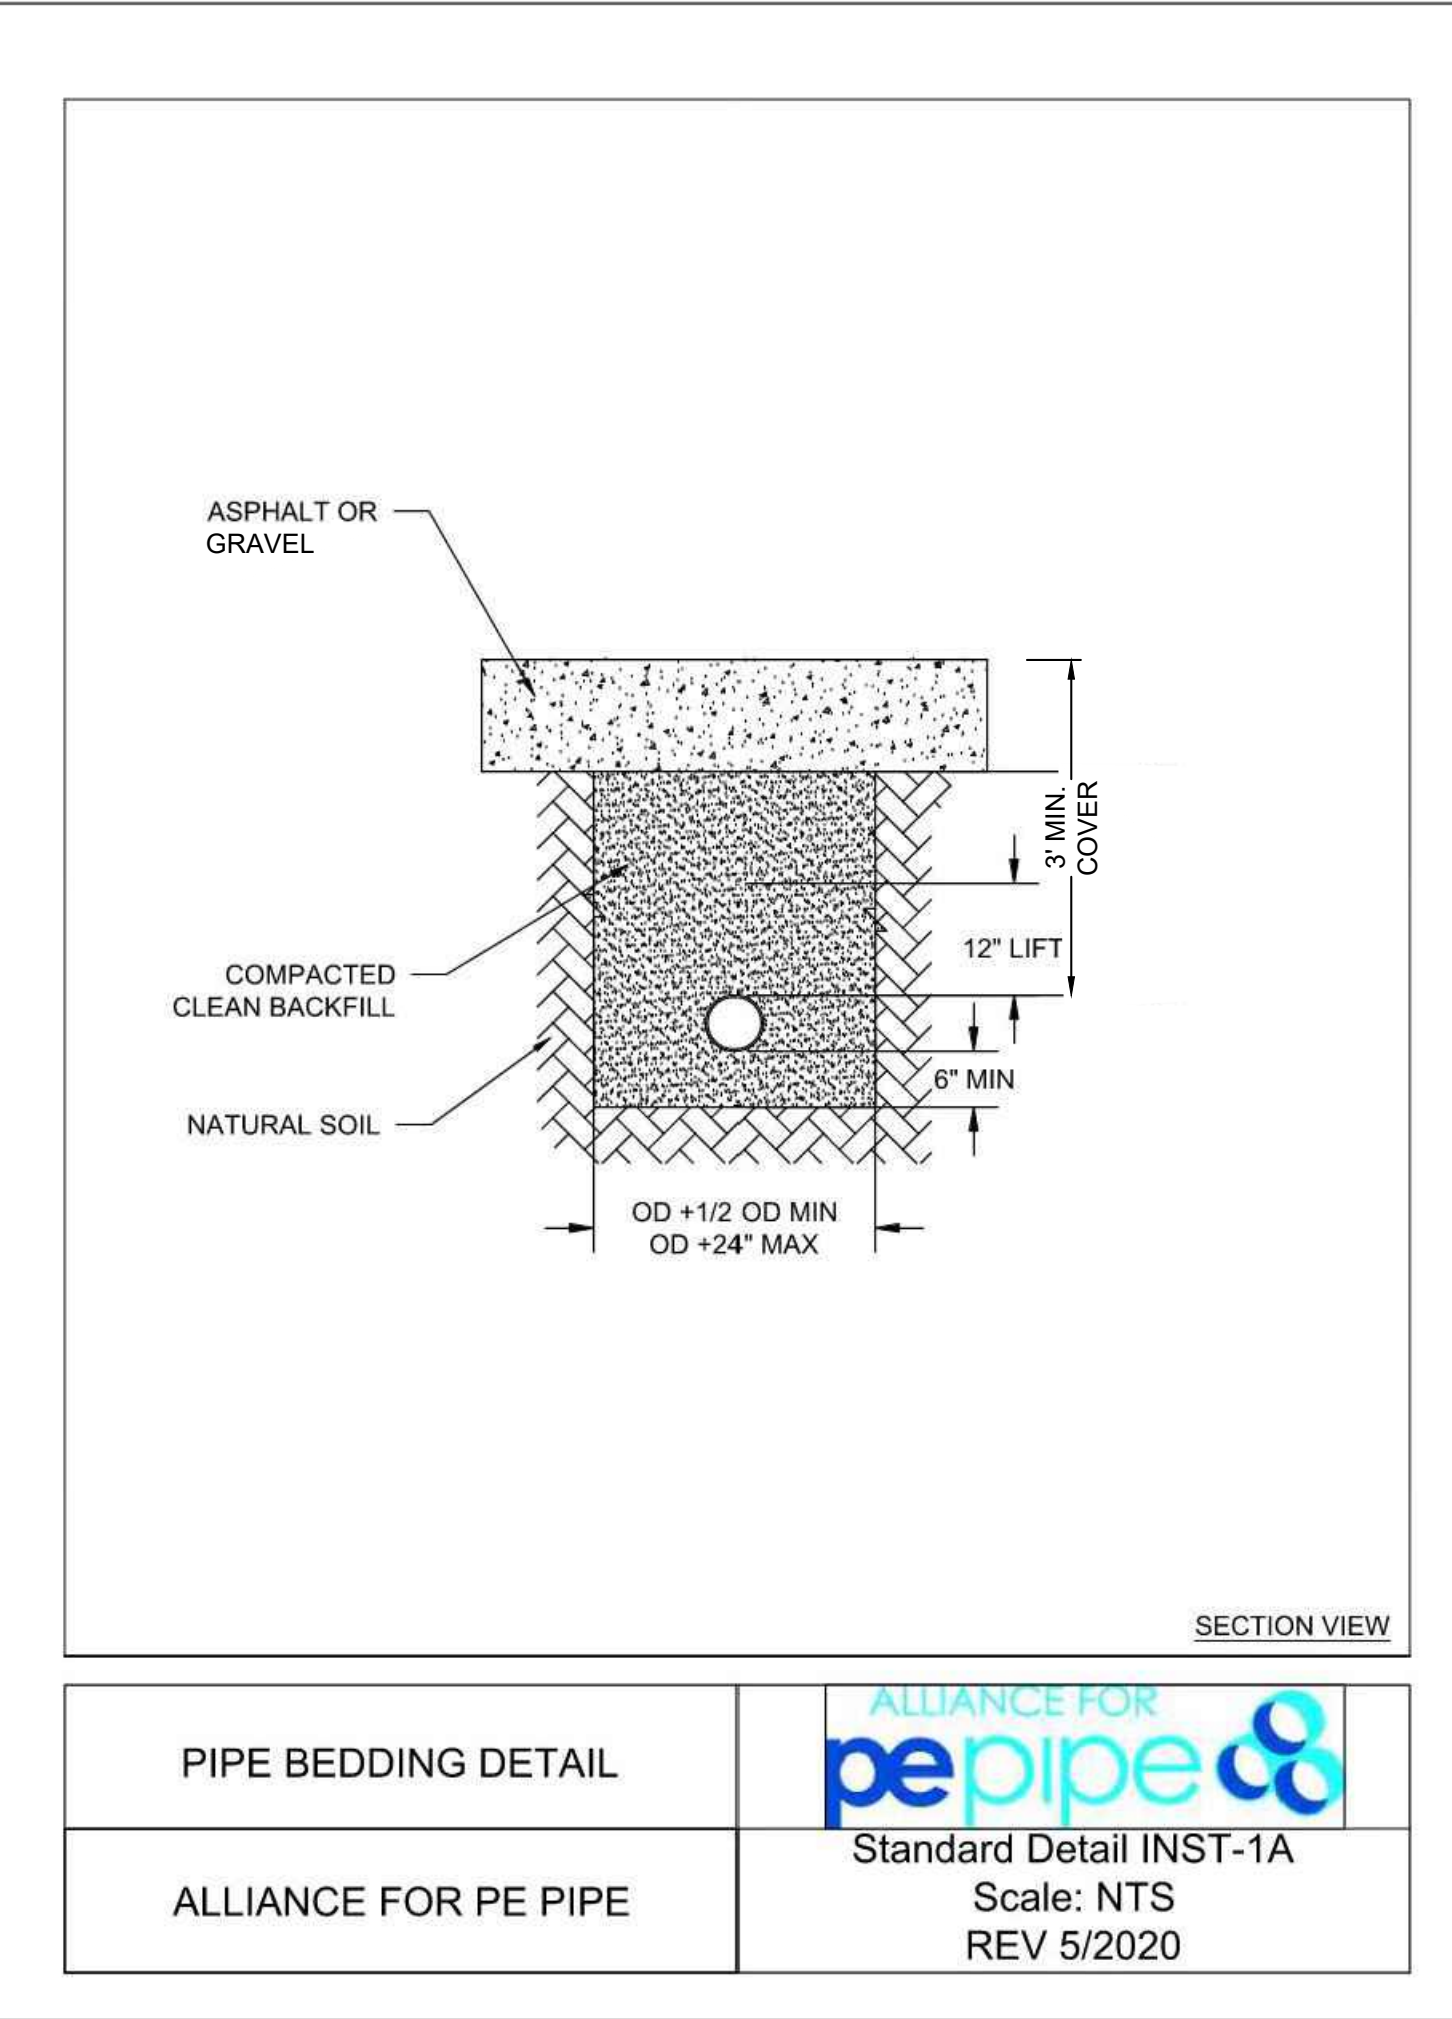 ASPHALT OR
GRAVEL
3' MIN.
COVER
12" LIFT
COMPACTED
CLEAN BACKFILL
6" MIN
NATURAL SOIL
OD +1/2 OD MIN
OD +24" MAX
SECTION VIEW
PIPE BEDDING DETAIL
ALLIANCE FOR
pepipe
ALLIANCE FOR PE PIPE
Standard Detail INST-1A
Scale: NTS
REV 5/2020